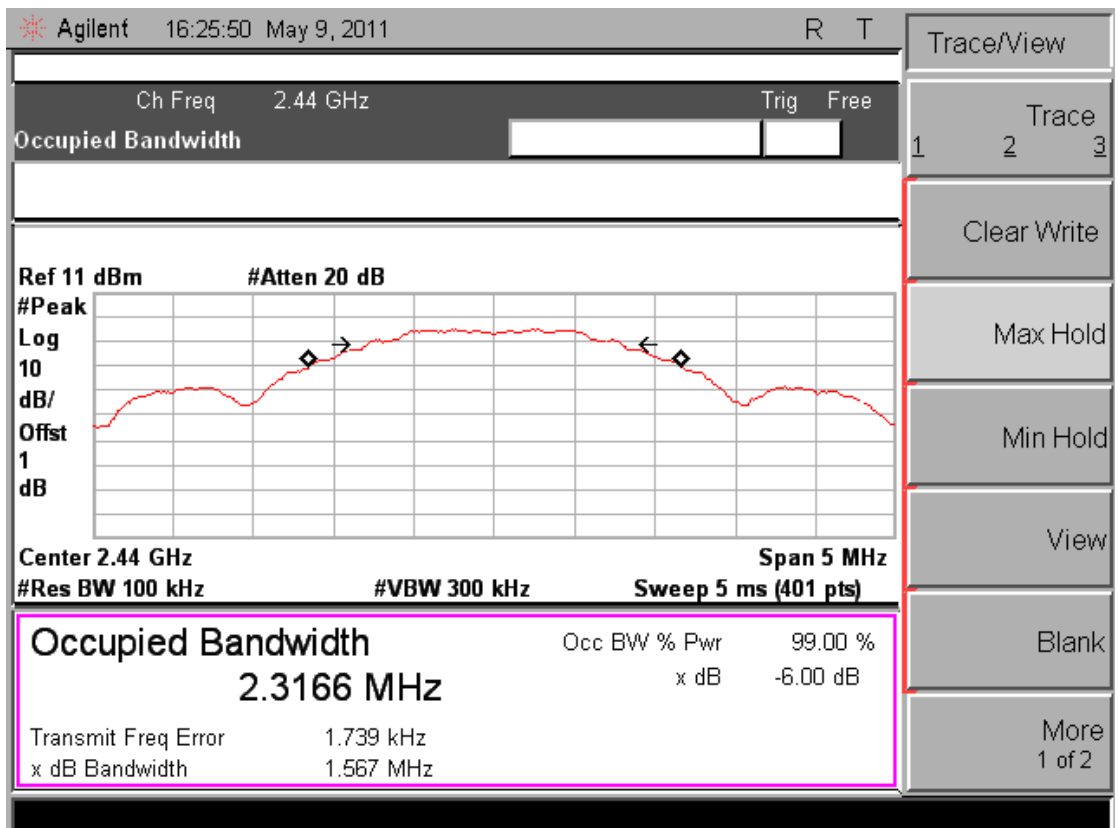 Agilent 16:25:50 May 9, 2011 R T
Trace/View
Ch Freq 2.44 GHz Trig Free
Occupied Bandwidth
Trace
1 2 3
Clear Write
Ref 11 dBm #Atten 20 dB
#Peak
Log
10
dB/
Offst
1
dB
Max Hold
Min Hold
View
Center 2.44 GHz Span 5 MHz
#Res BW 100 kHz #VBW 300 kHz Sweep 5 ms (401 pts)
Occupied Bandwidth Occ BW % Pwr 99.00 %
2.3166 MHz x dB -6.00 dB
Transmit Freq Error 1.739 kHz
x dB Bandwidth 1.567 MHz
Blank
More
1 of 2